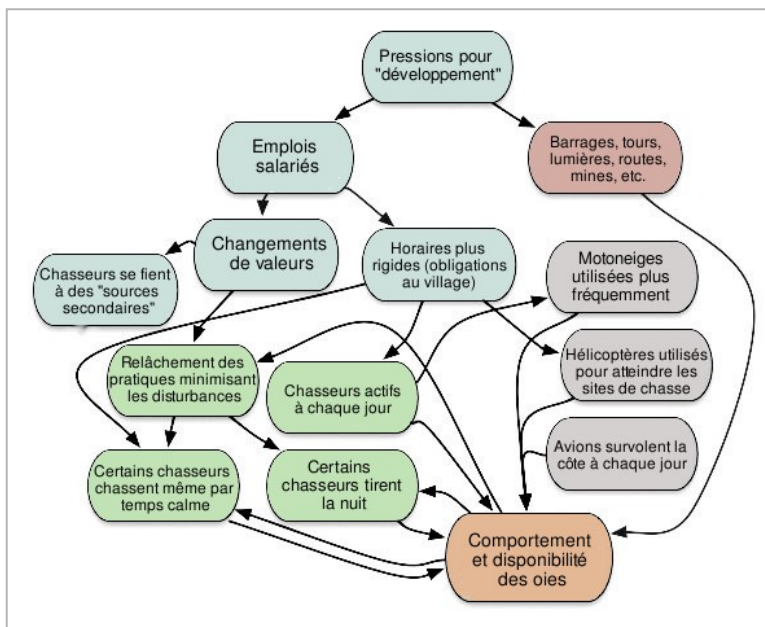 Pressions pour
"développement"
Emplois
salariés
Barrages, tours,
lumières, routes,
mines, etc.
Changements
de valeurs
Horaires plus
rigides (obligations
au village)
Motoneiges
utilisées plus
fréquemment
Chasseurs se fient
à des "sources
secondaires"
Relâchement des
pratiques minimisant
les disturbances
Chasseurs actifs
à chaque jour
Hélicoptères utilisés
pour atteindre les
sites de chasse
Certains chasseurs
chassent même par
temps calme
Certains
chasseurs tirent
la nuit
Avions survolent la
côte à chaque jour
Comportement
et disponibilité
des oies